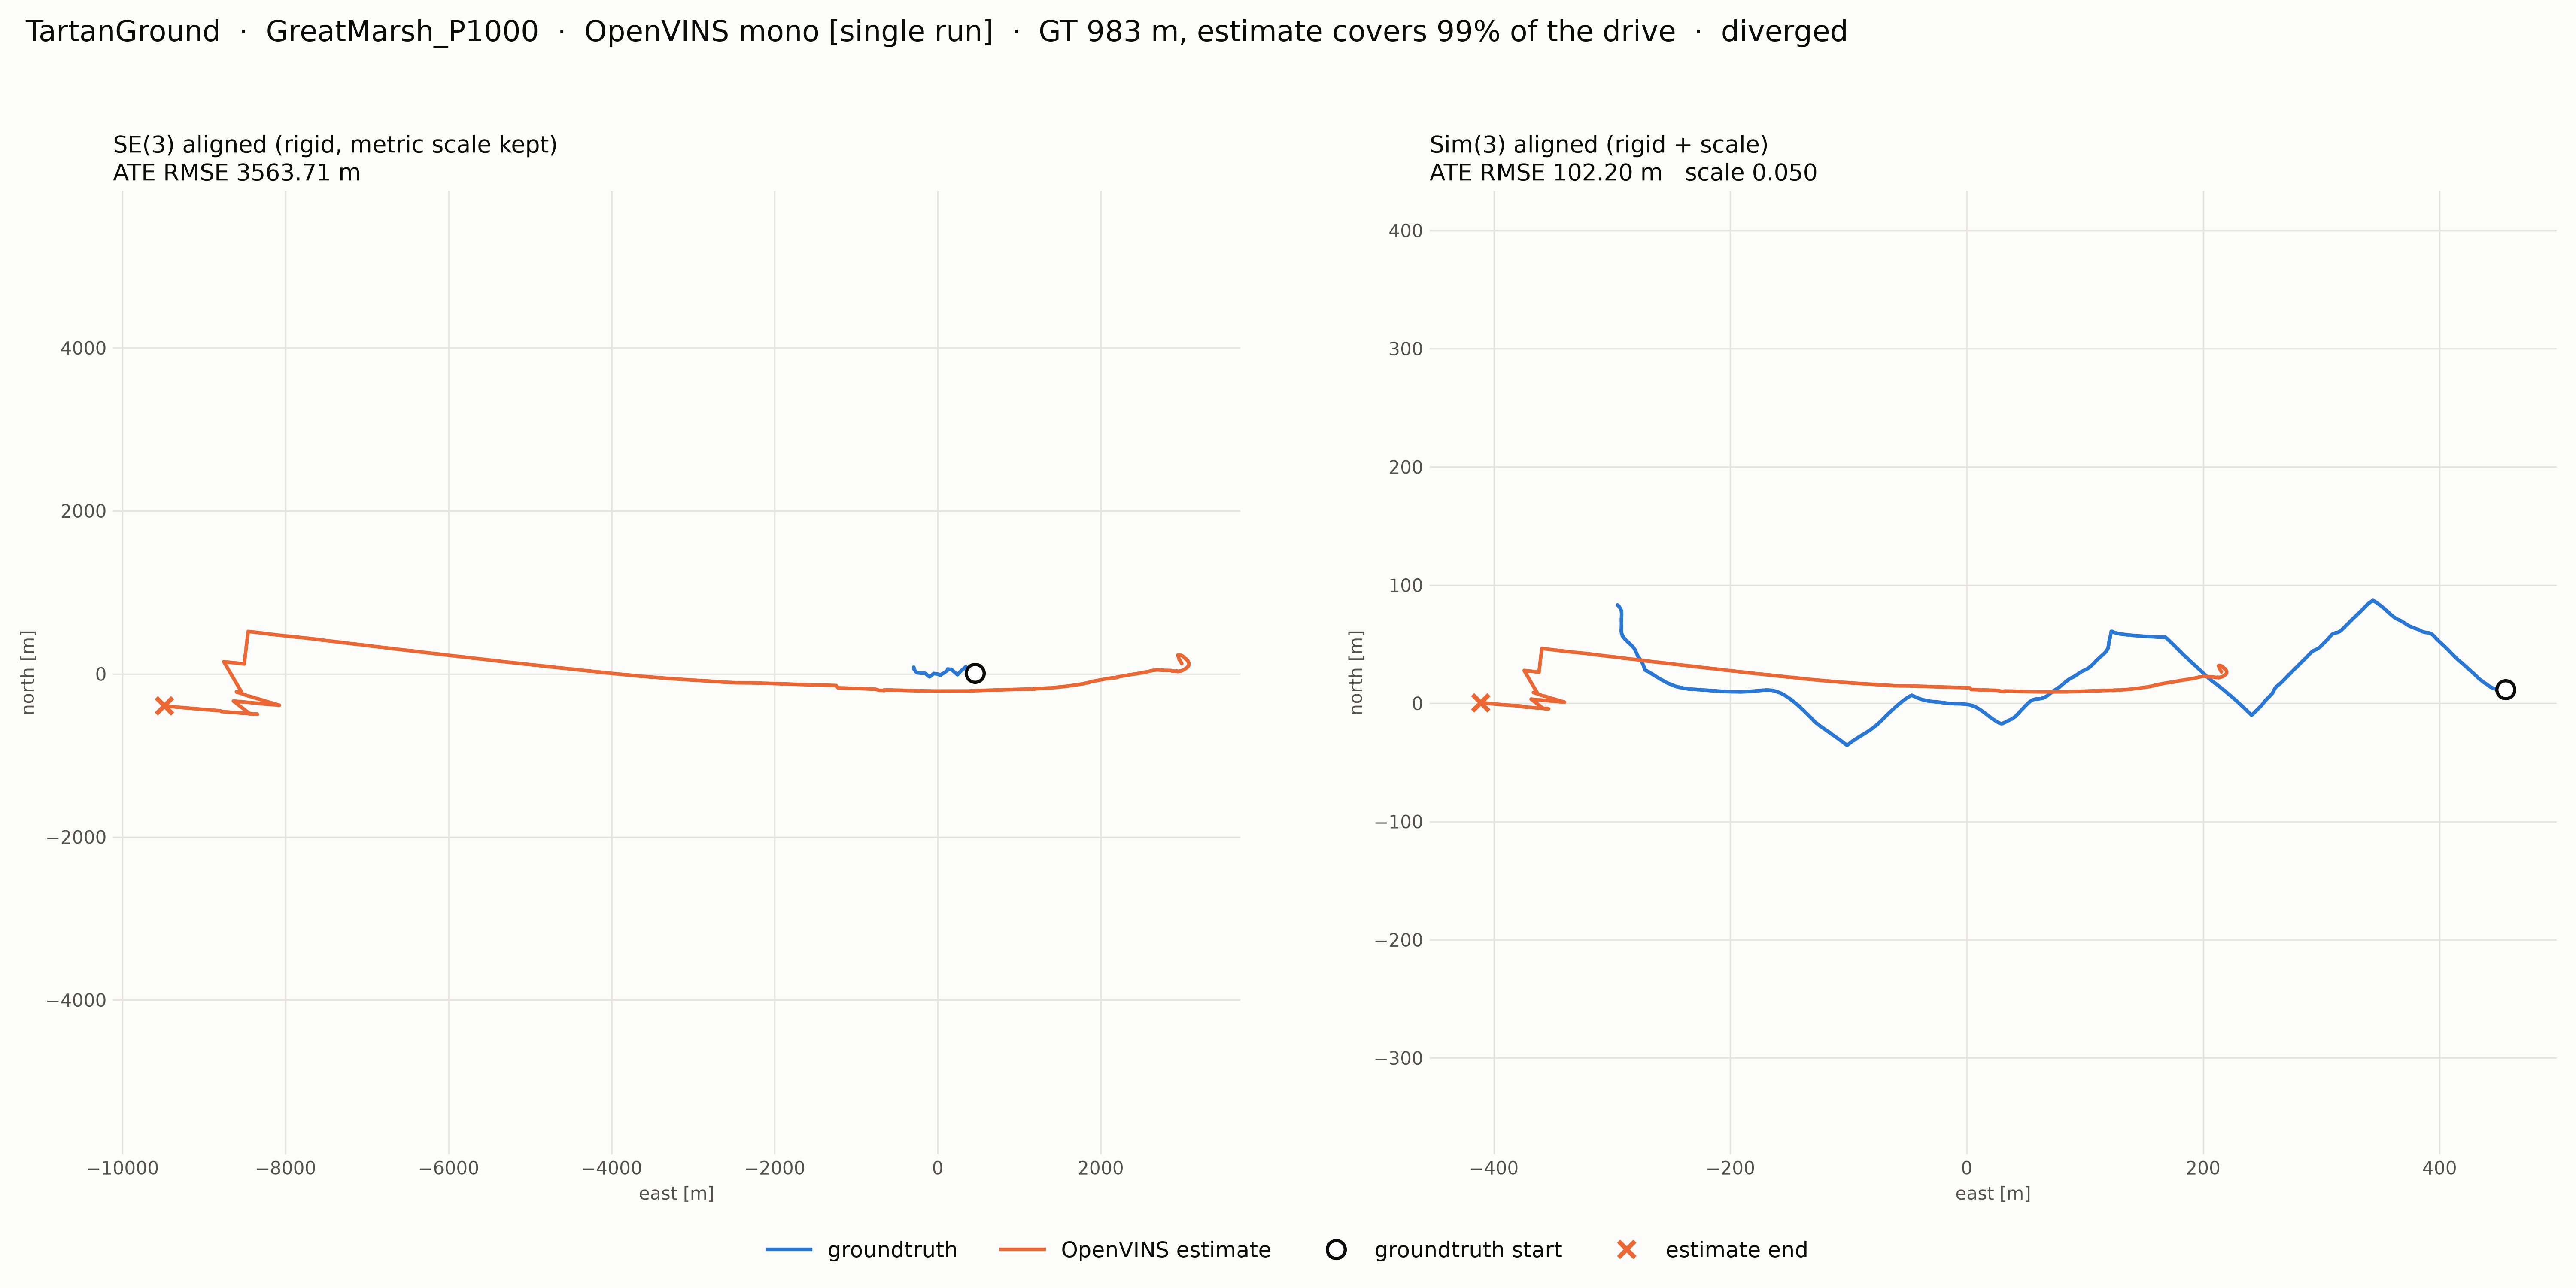 TartanGround · GreatMarsh_P1000 · OpenVINS mono [single run] · GT 983 m, estimate covers 99% of the drive · diverged
SE(3) aligned (rigid, metric scale kept)
ATE RMSE 3563.71 m
4000
2000
0
−2000
−4000
north [m]
−10000
−8000
−6000
−4000
−2000
0
2000
east [m]
Sim(3) aligned (rigid + scale)
ATE RMSE 102.20 m   scale 0.050
400
300
200
100
0
−100
−200
−300
north [m]
−400
−200
0
200
400
east [m]
groundtruth
OpenVINS estimate
groundtruth start
estimate end